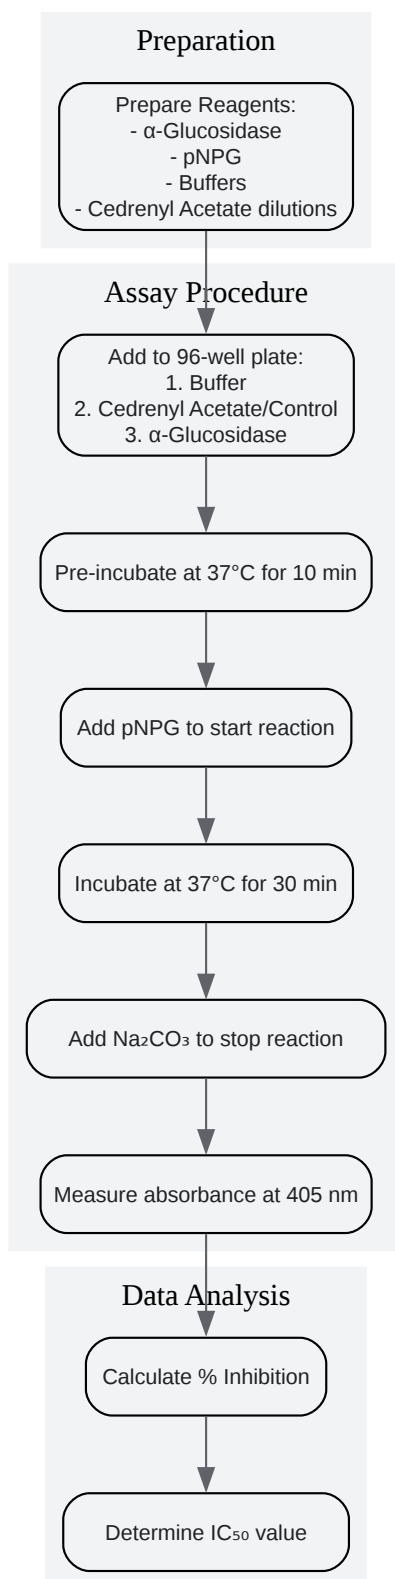 Preparation
Prepare Reagents:
- α-Glucosidase
- pNPG
- Buffers
- Cedrenyl Acetate dilutions
Assay Procedure
Add to 96-well plate:
1. Buffer
2. Cedrenyl Acetate/Control
3. α-Glucosidase
Pre-incubate at 37°C for 10 min
Add pNPG to start reaction
Incubate at 37°C for 30 min
Add Na₂CO₃ to stop reaction
Measure absorbance at 405 nm
Data Analysis
Calculate % Inhibition
Determine IC₅₀ value